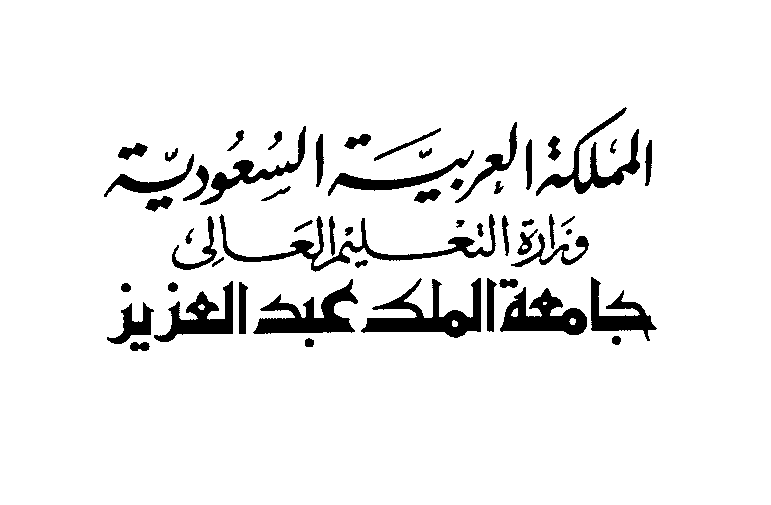 المملكة العربية السعودية
وزارة التعليم العالي
جامعة الملك عبد العزيز